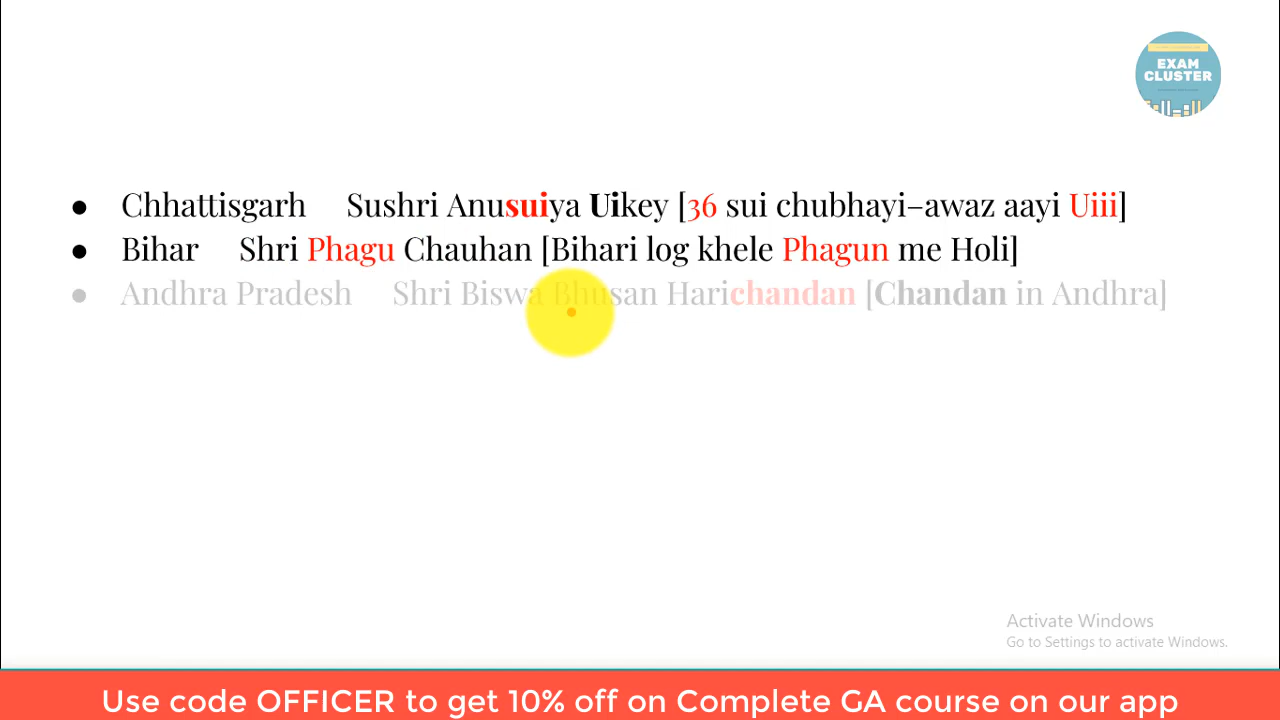 EXAM
CLUSTER
● Chhattisgarh Sushri Anusuiya Uikey [36 sui chubhayi–awaz aayi Uiii]
● Bihar Shri Phagu Chauhan [Bihari log khele Phagun me Holi]
● Andhra Pradesh Shri Biswa Bhusan Harichandan [Chandan in Andhra]
Activate Windows
Go to Settings to activate Windows.
Use code OFFICER to get 10% off on Complete GA course on our app